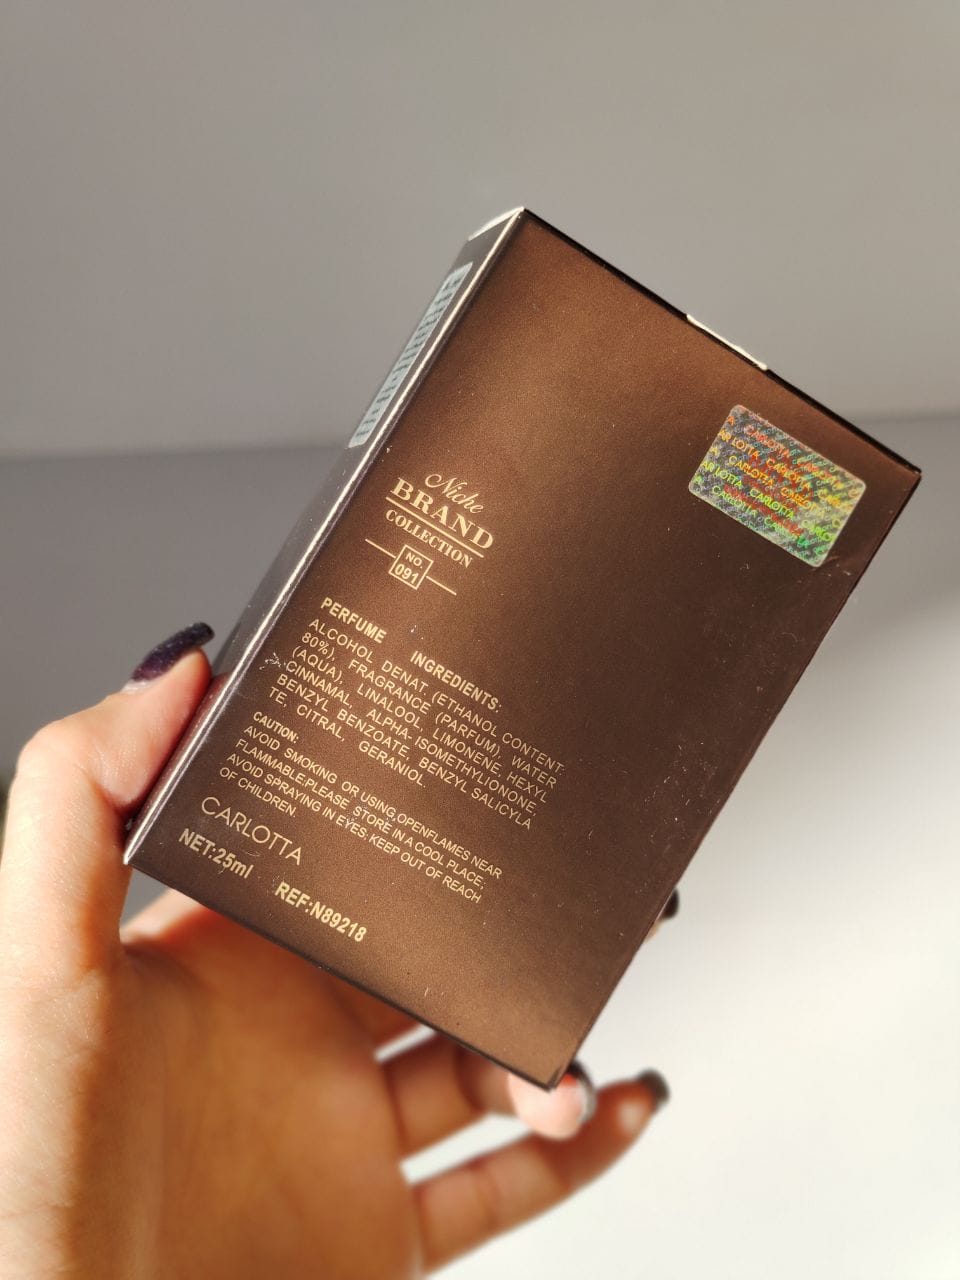 Niche
BRAND
COLLECTION
NO.
091
PERFUME INGREDIENTS:
ALCOHOL DENAT. (ETHANOL CONTENT:
80%), FRAGRANCE (PARFUM), WATER
(AQUA), LINALOOL, LIMONENE, HEXYL
CINNAMAL, ALPHA-ISOMETHYLIONONE,
BENZYL BENZOATE, BENZYL SALICYLA
TE, CITRAL, GERANIOL.
CAUTION:
AVOID SMOKING OR USING,OPENFLAMES NEAR
FLAMMABLE;PLEASE STORE IN A COOL PLACE;
AVOID SPRAYING IN EYES;KEEP OUT OF REACH
OF CHILDREN.
CARLOTTA
NET:25ml REF:N89218
CARLOTTA
CARLOTTA
CARLOTTA
CARLOTTA